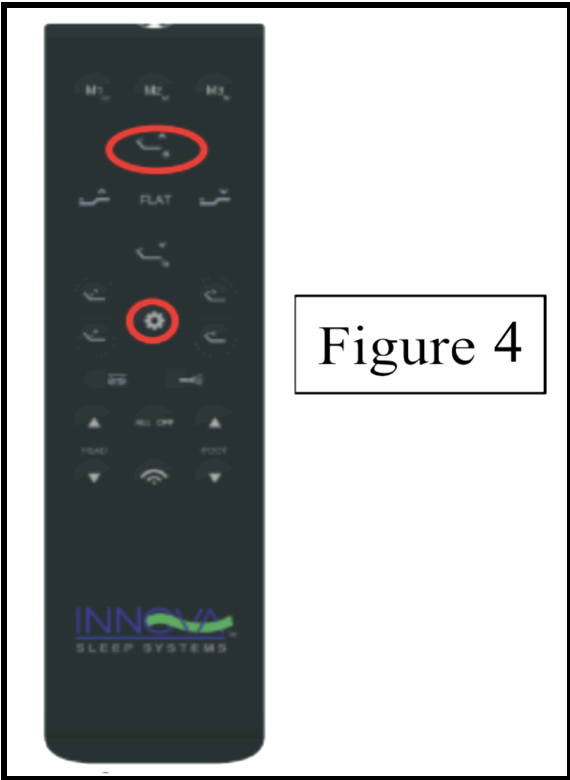 M1 M2 M3
FLAT
Figure 4
ALL OFF
HEAD FOOT
INNOVA
SLEEP SYSTEMS